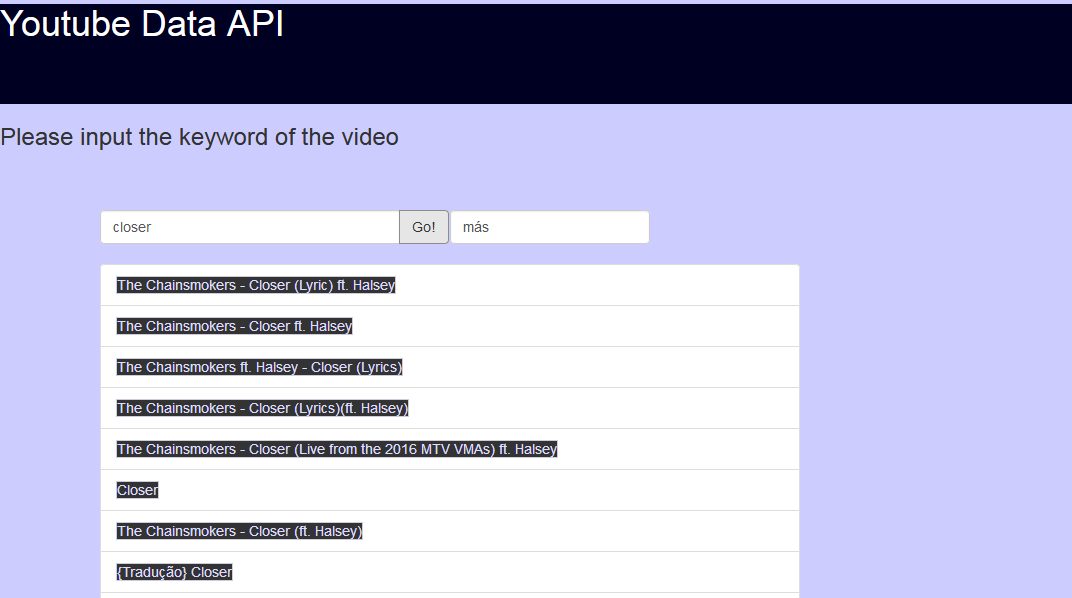 Youtube Data API
Please input the keyword of the video
closer Go! más
The Chainsmokers - Closer (Lyric) ft. Halsey
The Chainsmokers - Closer ft. Halsey
The Chainsmokers ft. Halsey - Closer (Lyrics)
The Chainsmokers - Closer (Lyrics)(ft. Halsey)
The Chainsmokers - Closer (Live from the 2016 MTV VMAs) ft. Halsey
Closer
The Chainsmokers - Closer (ft. Halsey)
{Tradução} Closer